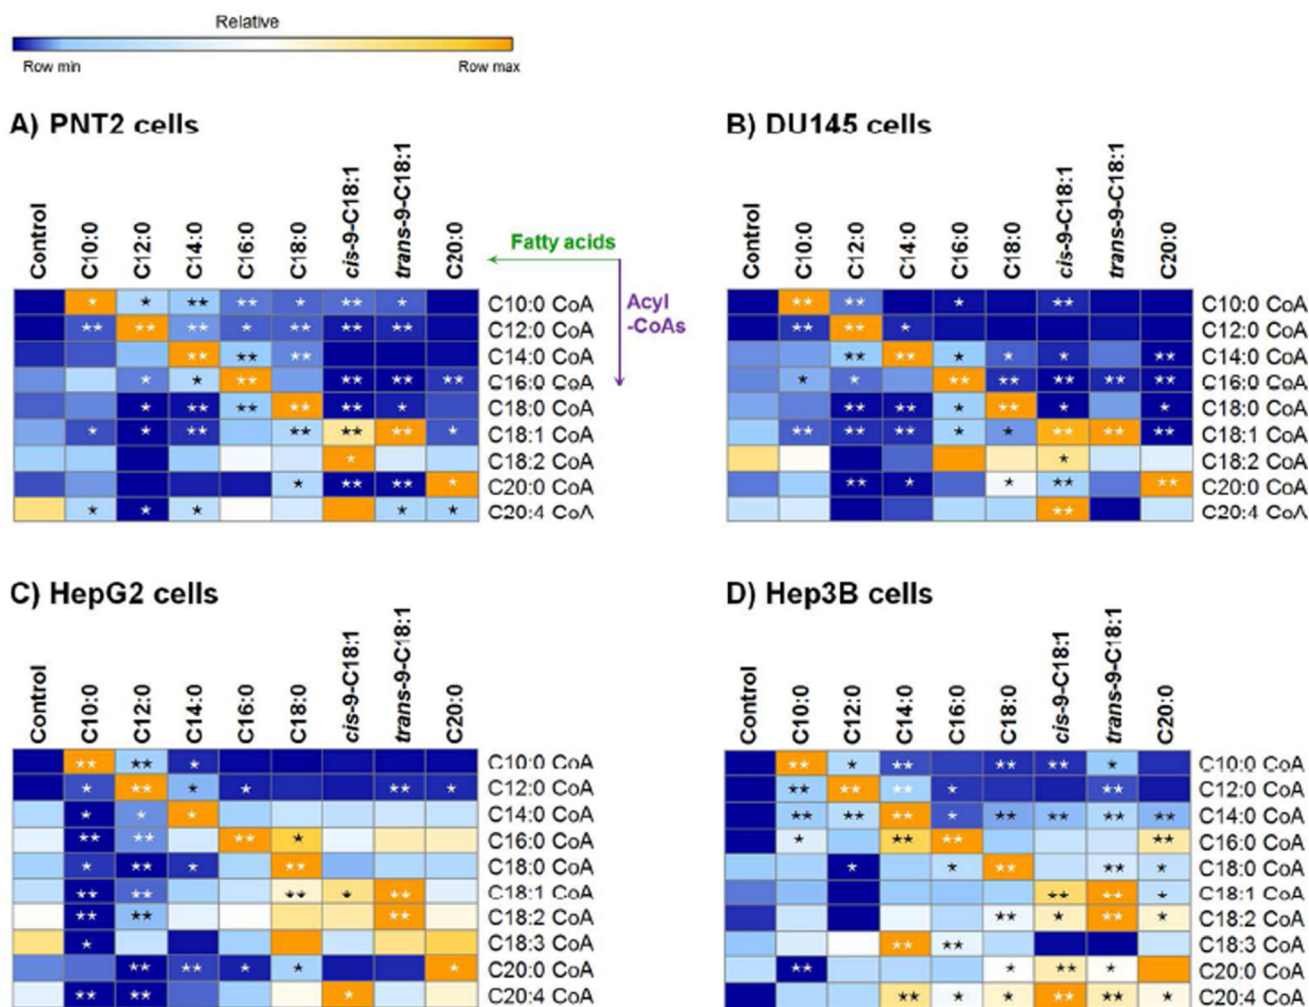 Relative
Row min Row max
A) PNT2 cells
Control C10:0 C12:0 C14:0 C16:0 C18:0 cis-9-C18:1 trans-9-C18:1 C20:0
Fatty acids
Acyl
-CoAs
* * ** ** * ** * C10:0 CoA
** ** ** * ** ** ** C12:0 CoA
** ** ** C14:0 CoA
* * ** ** ** ** C16:0 CoA
* ** ** ** ** * C18:0 CoA
* * ** ** ** ** * C18:1 CoA
* C18:2 CoA
* ** ** * C20:0 CoA
* * * * * C20:4 CoA
B) DU145 cells
Control C10:0 C12:0 C14:0 C16:0 C18:0 cis-9-C18:1 trans-9-C18:1 C20:0
** ** * ** C10:0 CoA
** ** * C12:0 CoA
** ** * * * ** C14:0 CoA
* * ** ** ** ** ** C16:0 CoA
** ** * ** * * C18:0 CoA
** ** ** * * ** ** ** C18:1 CoA
* C18:2 CoA
** * * ** ** C20:0 CoA
** C20:4 CoA
C) HepG2 cells
Control C10:0 C12:0 C14:0 C16:0 C18:0 cis-9-C18:1 trans-9-C18:1 C20:0
** ** * C10:0 CoA
* ** * * ** * C12:0 CoA
* * * C14:0 CoA
** ** ** * C16:0 CoA
* ** * ** C18:0 CoA
** ** ** * ** C18:1 CoA
** ** ** C18:2 CoA
* C18:3 CoA
** ** * * * C20:0 CoA
** ** * C20:4 CoA
D) Hep3B cells
Control C10:0 C12:0 C14:0 C16:0 C18:0 cis-9-C18:1 trans-9-C18:1 C20:0
** * ** ** ** * C10:0 CoA
** ** ** * ** C12:0 CoA
** ** ** * ** ** ** ** C14:0 CoA
* ** ** ** C16:0 CoA
* * ** ** * C18:0 CoA
** ** * C18:1 CoA
** * ** * C18:2 CoA
** ** C18:3 CoA
** * ** * C20:0 CoA
** * * ** ** * C20:4 CoA